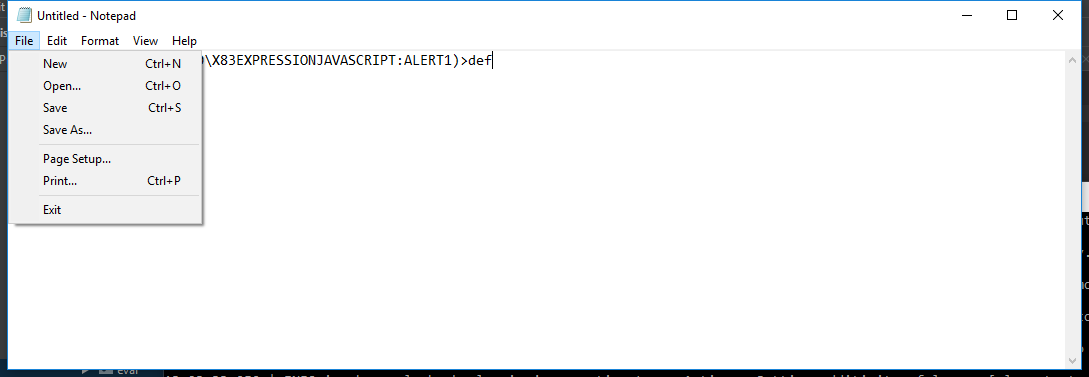 Untitled - Notepad
File Edit Format View Help
\X83EXPRESSIONJAVASCRIPT:ALERT1)>def
New Ctrl+N
Open... Ctrl+O
Save Ctrl+S
Save As...
Page Setup...
Print... Ctrl+P
Exit
eval